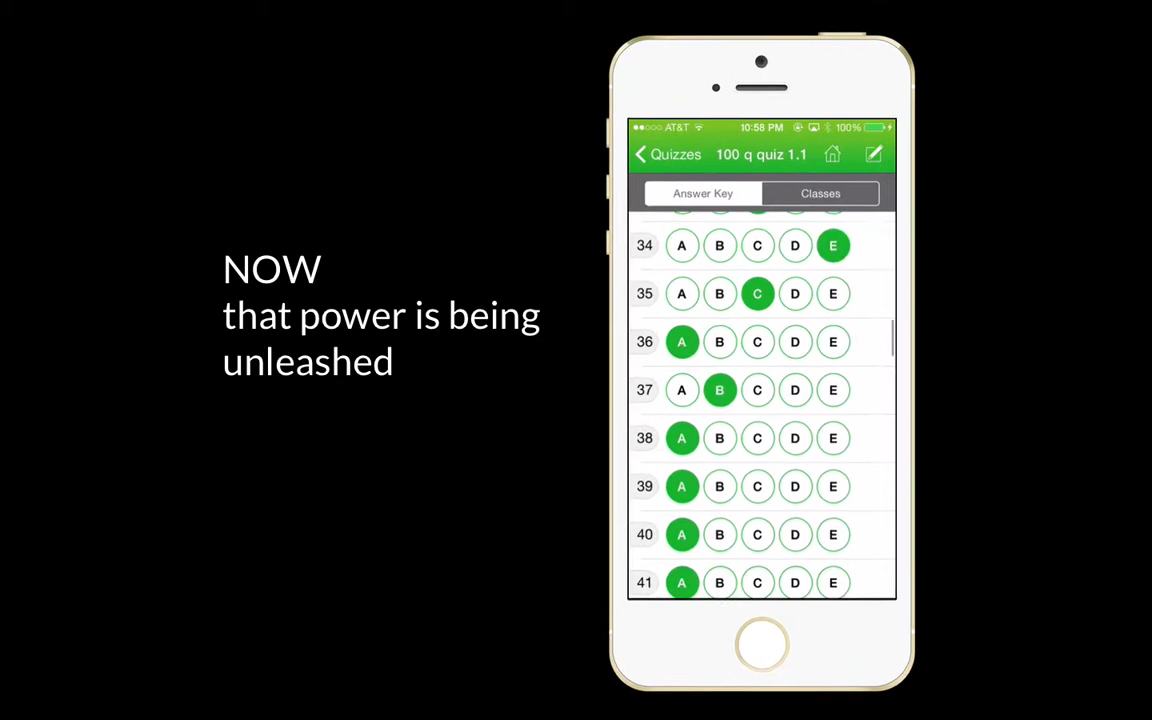 NOW
that power is being
unleashed
AT&T 10:58 PM 100%
Quizzes 100 q quiz 1.1
Answer Key Classes
34 A B C D E
35 A B C D E
36 A B C D E
37 A B C D E
38 A B C D E
39 A B C D E
40 A B C D E
41 A B C D E